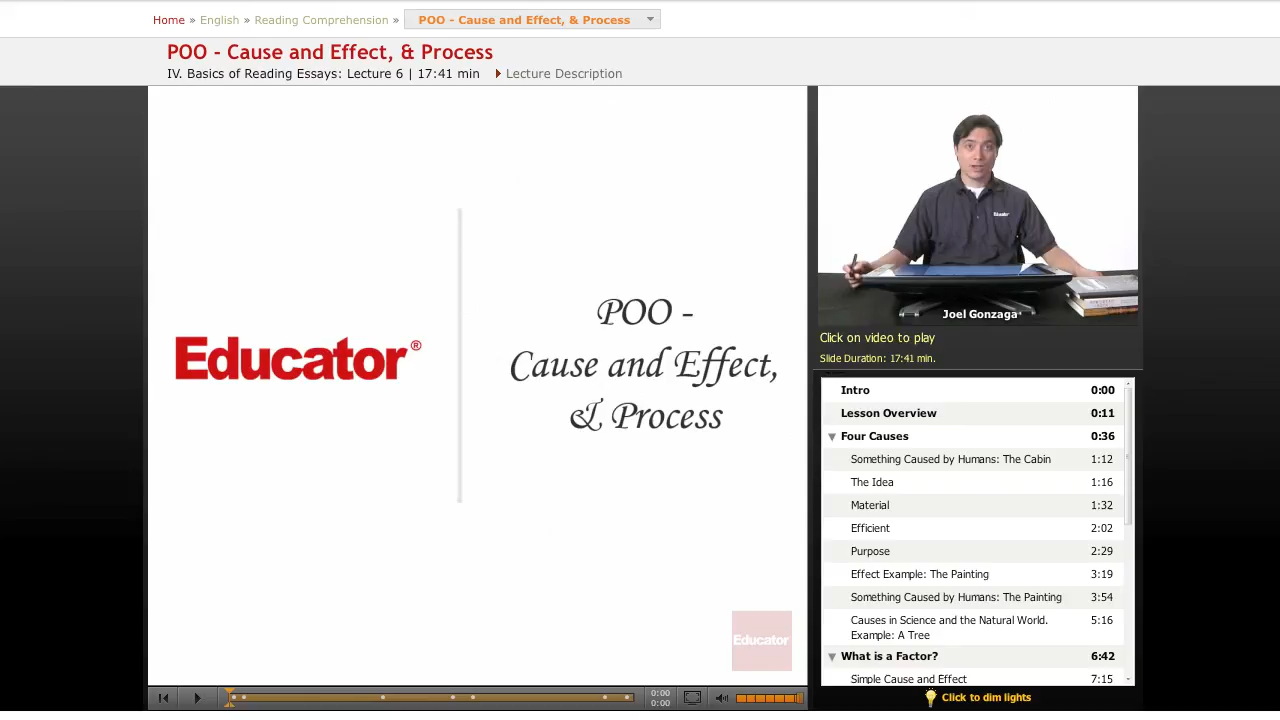 Home » English » Reading Comprehension » POO - Cause and Effect, & Process
POO - Cause and Effect, & Process
IV. Basics of Reading Essays: Lecture 6 | 17:41 min Lecture Description
Educator®
POO -
Cause and Effect,
& Process
Educator
Educator
Joel Gonzaga
Click on video to play
Slide Duration: 17:41 min.
Intro 0:00
Lesson Overview 0:11
Four Causes 0:36
Something Caused by Humans: The Cabin 1:12
The Idea 1:16
Material 1:32
Efficient 2:02
Purpose 2:29
Effect Example: The Painting 3:19
Something Caused by Humans: The Painting 3:54
Causes in Science and the Natural World. 5:16
Example: A Tree
What is a Factor? 6:42
Simple Cause and Effect 7:15
0:00
0:00
Click to dim lights